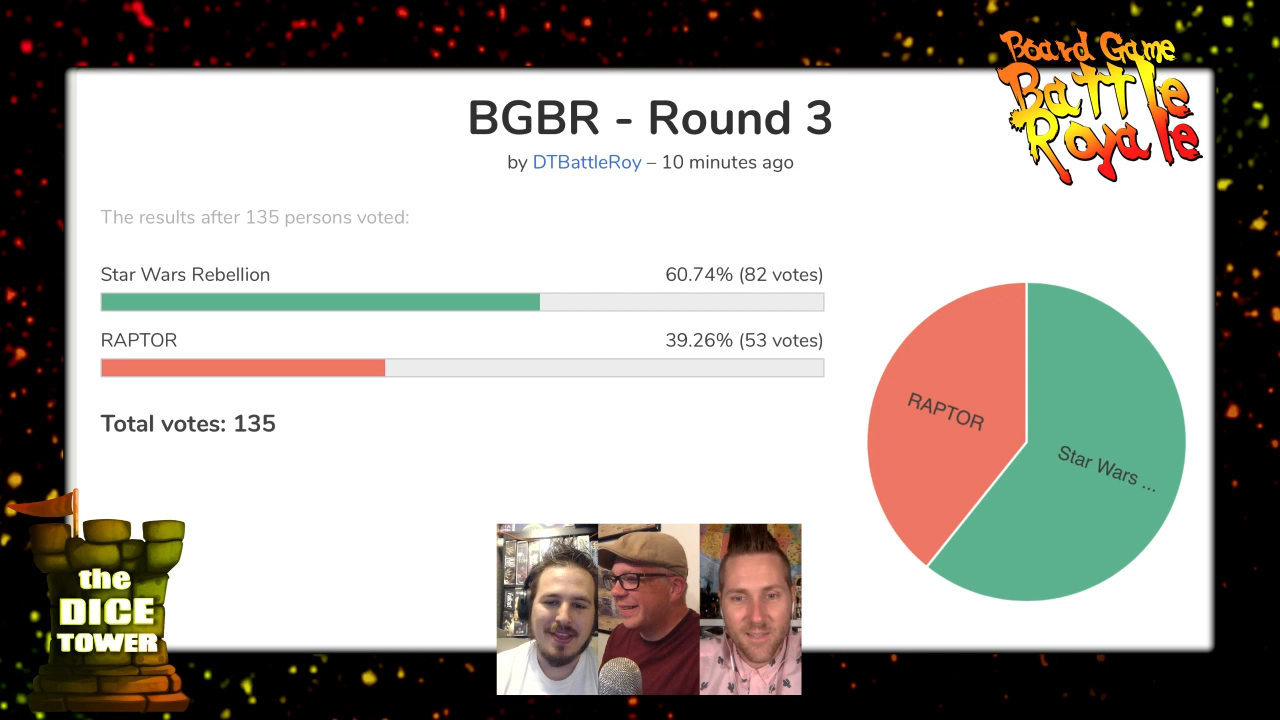 Board Game
Battle
Royale
BGBR - Round 3
by DTBattleRoy – 10 minutes ago
The results after 135 persons voted:
Star Wars Rebellion 60.74% (82 votes)
RAPTOR 39.26% (53 votes)
Total votes: 135
RAPTOR
Star Wars ...
the
DICE
TOWER